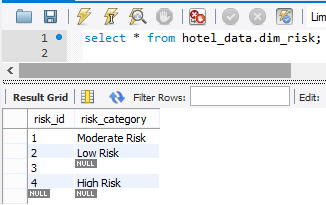 Lim
1
select * from hotel_data.dim_risk;
2
Result Grid
Filter Rows:
Edit:
risk_id risk_category
1 Moderate Risk
2 Low Risk
3 NULL
4 High Risk
NULL NULL